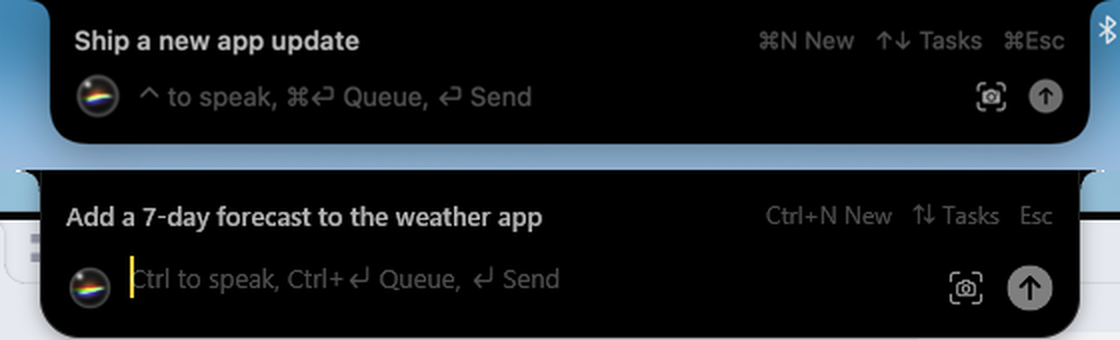 Ship a new app update ⌘N New ↑↓ Tasks ⌘Esc
^ to speak, ⌘↵ Queue, ↵ Send
Add a 7-day forecast to the weather app Ctrl+N New ↑↓ Tasks Esc
Ctrl to speak, Ctrl+↵ Queue, ↵ Send